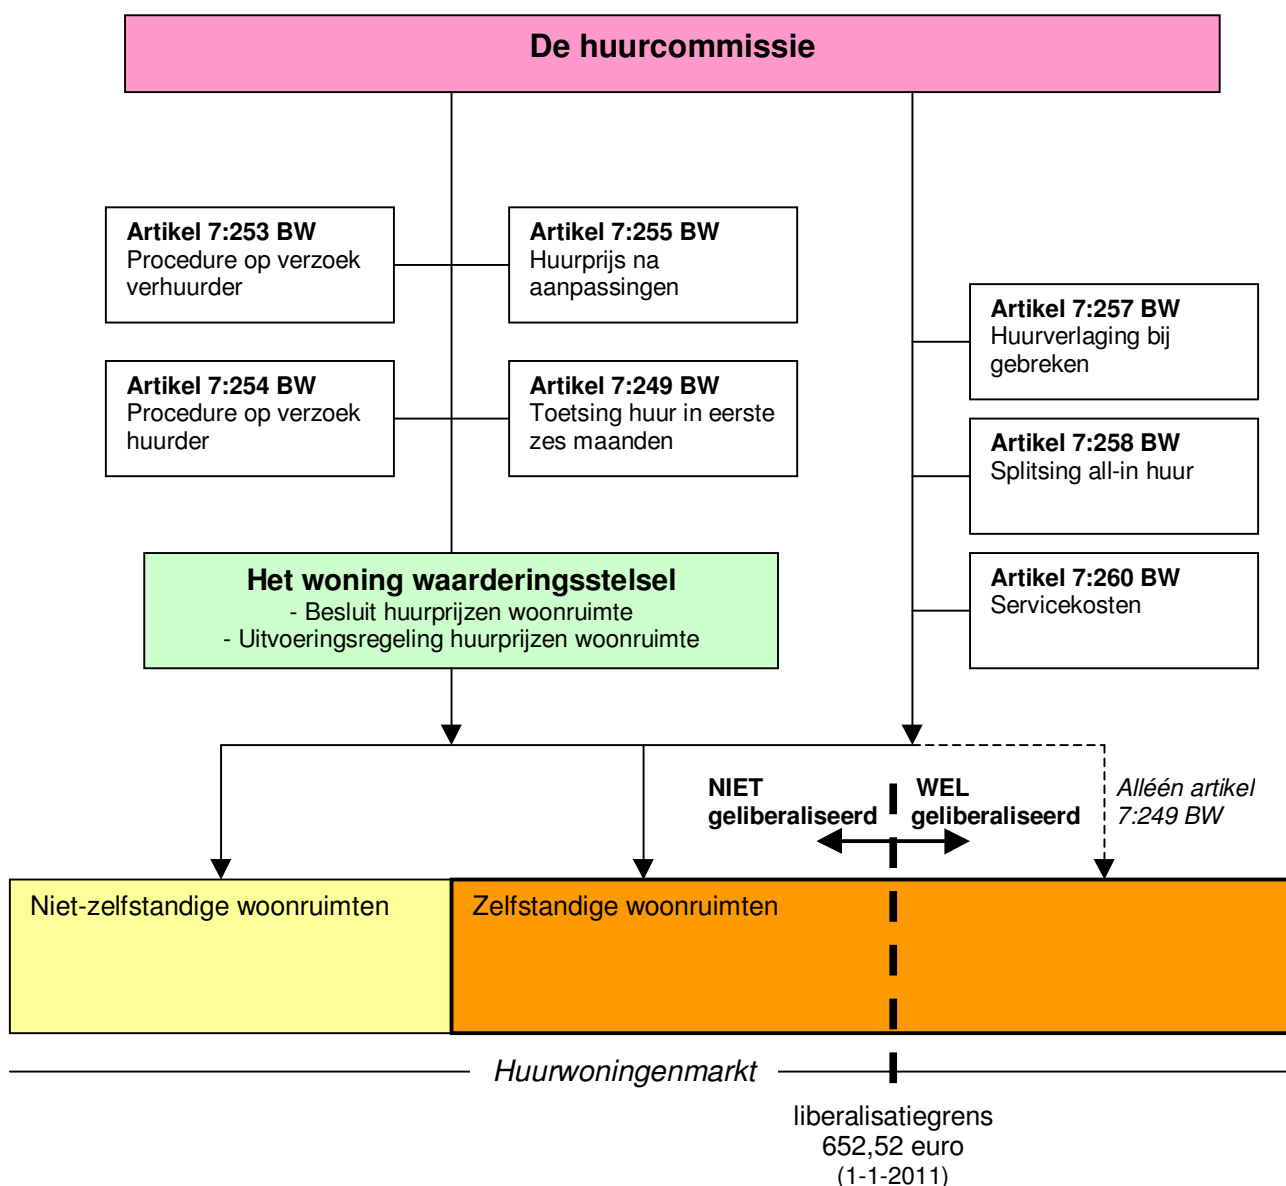 De huurcommissie
Artikel 7:253 BW
Procedure op verzoek
verhuurder
Artikel 7:255 BW
Huurprijs na
aanpassingen
Artikel 7:257 BW
Huurverlaging bij
gebreken
Artikel 7:254 BW
Procedure op verzoek
huurder
Artikel 7:249 BW
Toetsing huur in eerste
zes maanden
Artikel 7:258 BW
Splitsing all-in huur
Het woning waarderingsstelsel
- Besluit huurprijzen woonruimte
- Uitvoeringsregeling huurprijzen woonruimte
Artikel 7:260 BW
Servicekosten
NIET
geliberaliseerd
WEL
geliberaliseerd
Alléén artikel
7:249 BW
Niet-zelfstandige woonruimten
Zelfstandige woonruimten
Huurwoningenmarkt
liberalisatiegrens
652,52 euro
(1-1-2011)